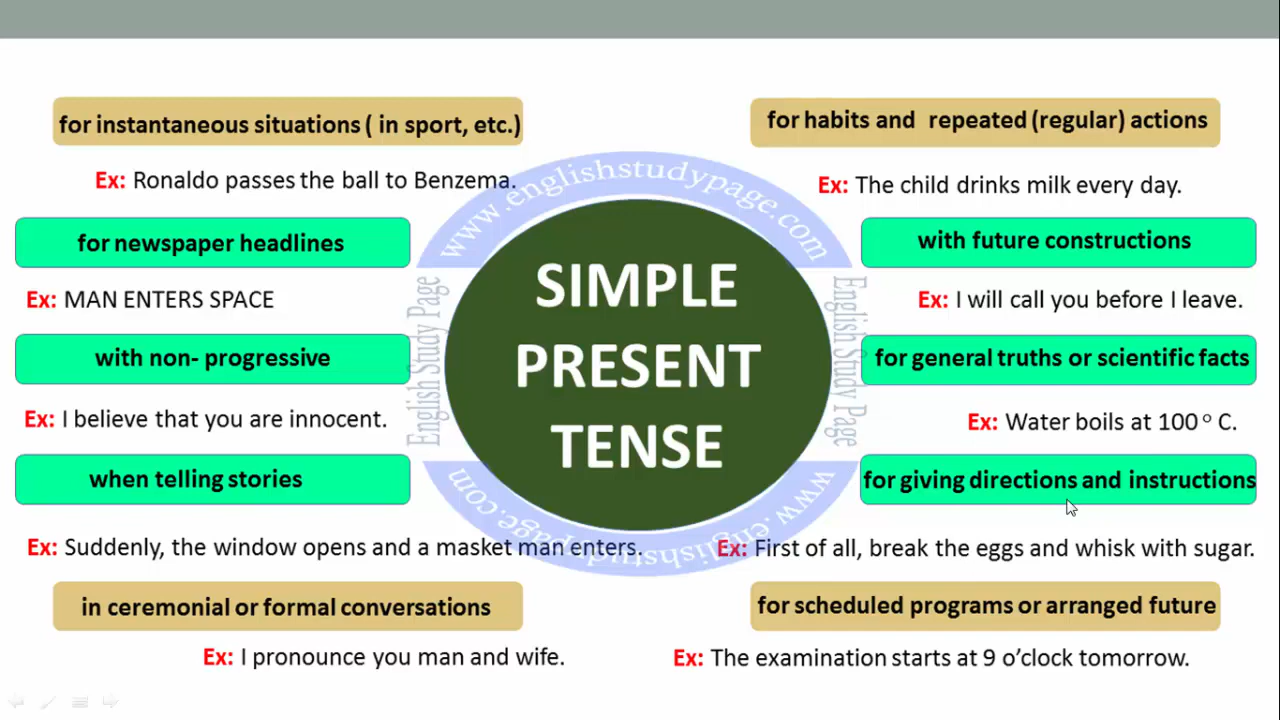 for instantaneous situations ( in sport, etc.)
Ex: Ronaldo passes the ball to Benzema.
for newspaper headlines
Ex: MAN ENTERS SPACE
with non- progressive
Ex: I believe that you are innocent.
when telling stories
Ex: Suddenly, the window opens and a masket man enters.
in ceremonial or formal conversations
Ex: I pronounce you man and wife.
www.englishstudypage.com
English Study Page
SIMPLE
PRESENT
TENSE
English Study Page
www.englishstudypage.com
for habits and repeated (regular) actions
Ex: The child drinks milk every day.
with future constructions
Ex: I will call you before I leave.
for general truths or scientific facts
Ex: Water boils at 100 o C.
for giving directions and instructions
Ex: First of all, break the eggs and whisk with sugar.
for scheduled programs or arranged future
Ex: The examination starts at 9 o’clock tomorrow.